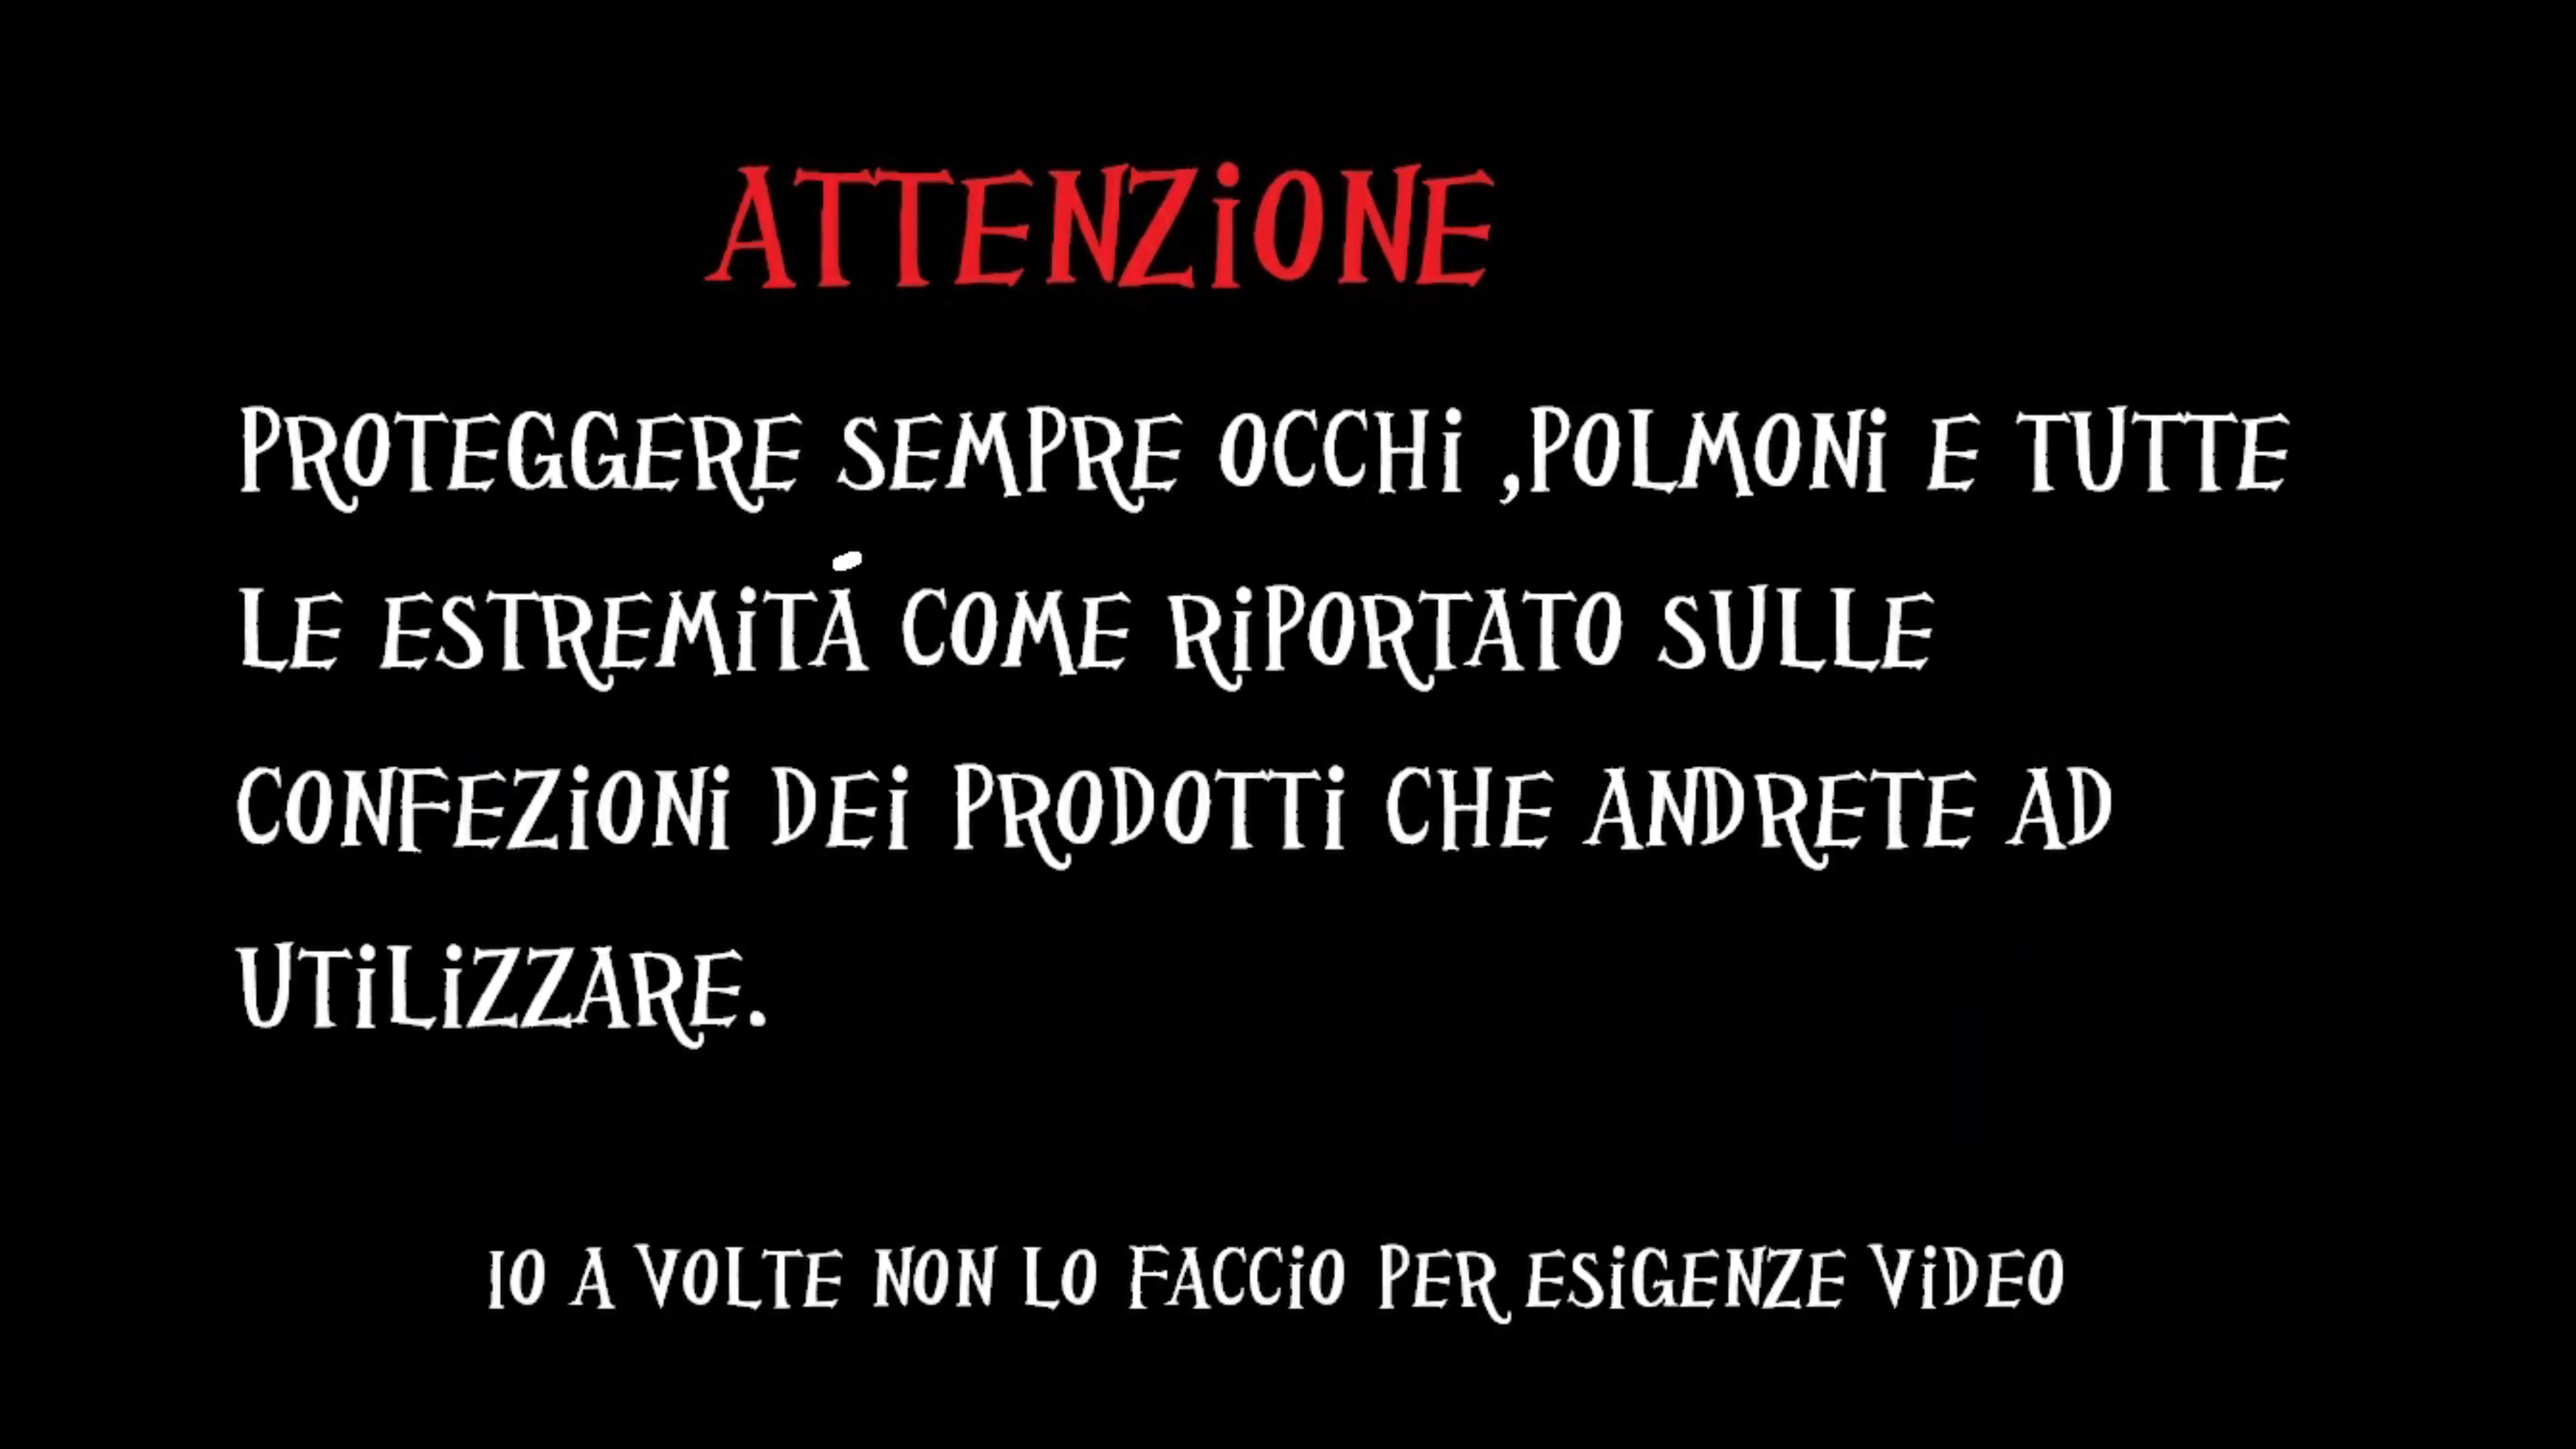 ATTENZiONE
PROTEGGERE SEMPRE OCCHi ,POLMONi E TUTTE
LE ESTREMiTÁ COME RiPORTATO SULLE
CONFEZiONi DEi PRODOTTi CHE ANDRETE AD
UTiLiZZARE.
IO A VOLTE NON LO FACCiO PER ESiGENZE ViDEO